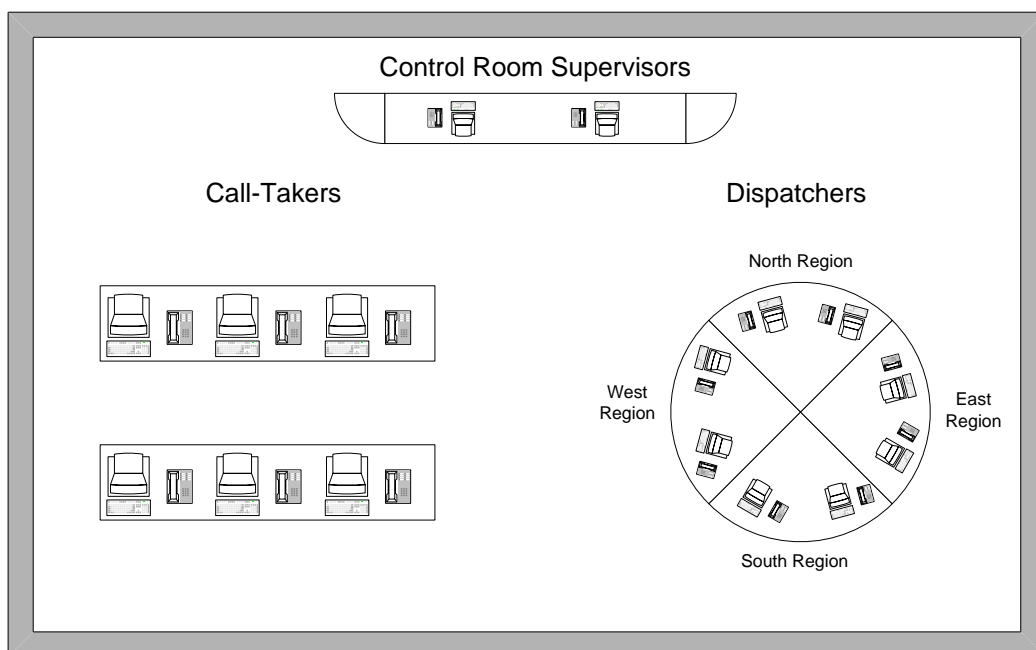 Control Room Supervisors
Call-Takers
Dispatchers
North Region
West
Region
East
Region
South Region